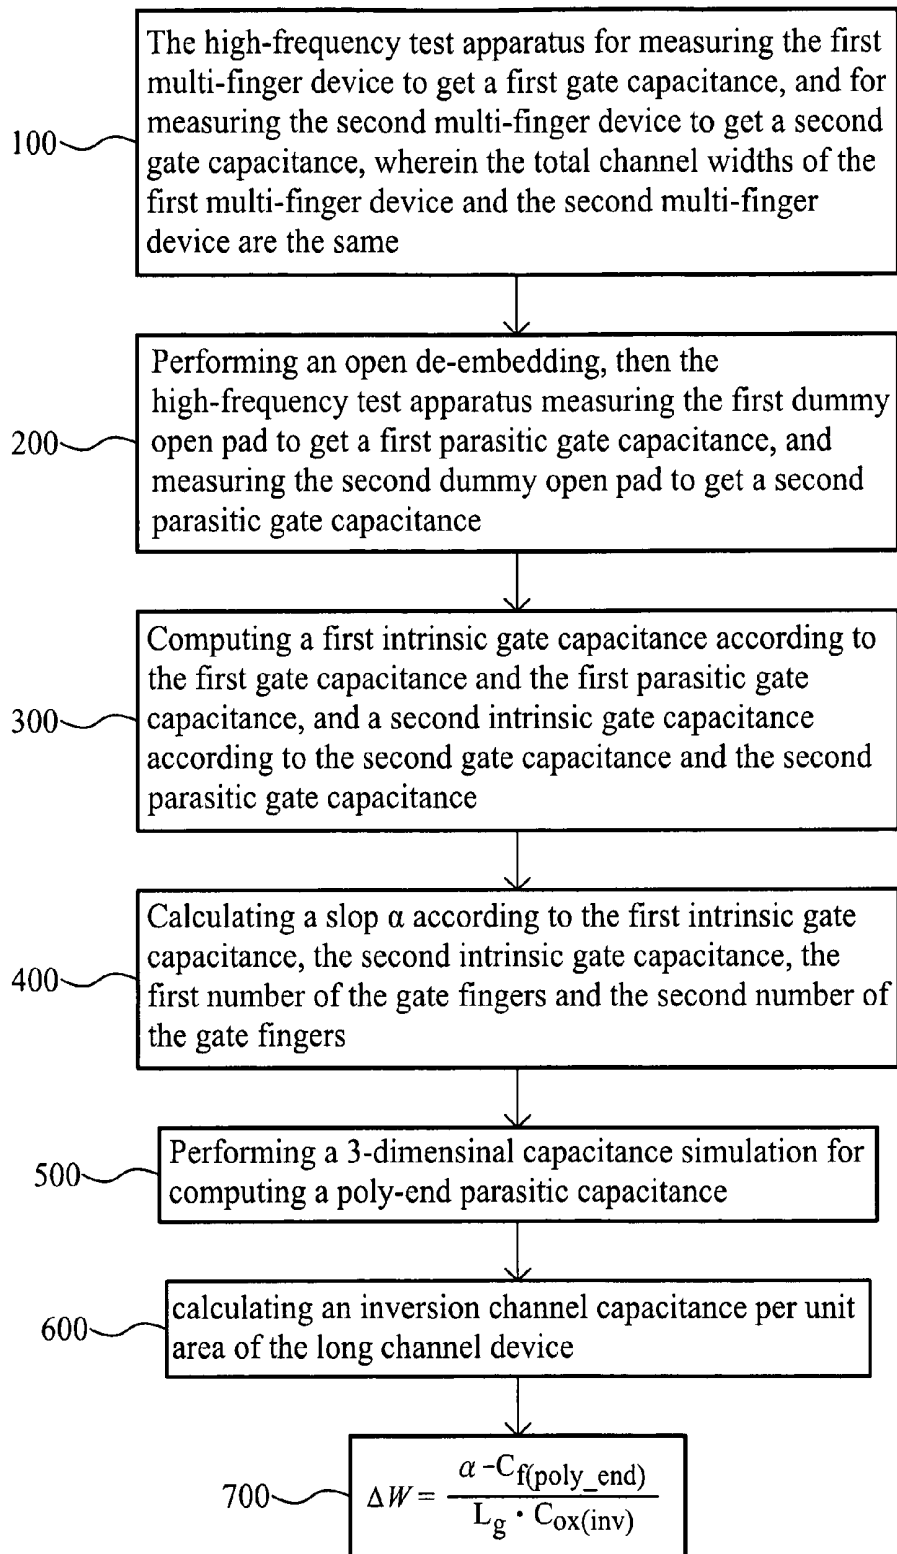 The high-frequency test apparatus for measuring the first
multi-finger device to get a first gate capacitance, and for
measuring the second multi-finger device to get a second
gate capacitance, wherein the total channel widths of the
first multi-finger device and the second multi-finger
device are the same
100
Performing an open de-embedding, then the
high-frequency test apparatus measuring the first dummy
open pad to get a first parasitic gate capacitance, and
measuring the second dummy open pad to get a second
parasitic gate capacitance
200
Computing a first intrinsic gate capacitance according to
the first gate capacitance and the first parasitic gate
capacitance, and a second intrinsic gate capacitance
according to the second gate capacitance and the second
parasitic gate capacitance
300
Calculating a slop α according to the first intrinsic gate
capacitance, the second intrinsic gate capacitance, the
first number of the gate fingers and the second number of
the gate fingers
400
Performing a 3-dimensinal capacitance simulation for
computing a poly-end parasitic capacitance
500
calculating an inversion channel capacitance per unit
area of the long channel device
600
ΔW = (α - C_f(poly_end)) / (L_g · C_ox(inv))
700